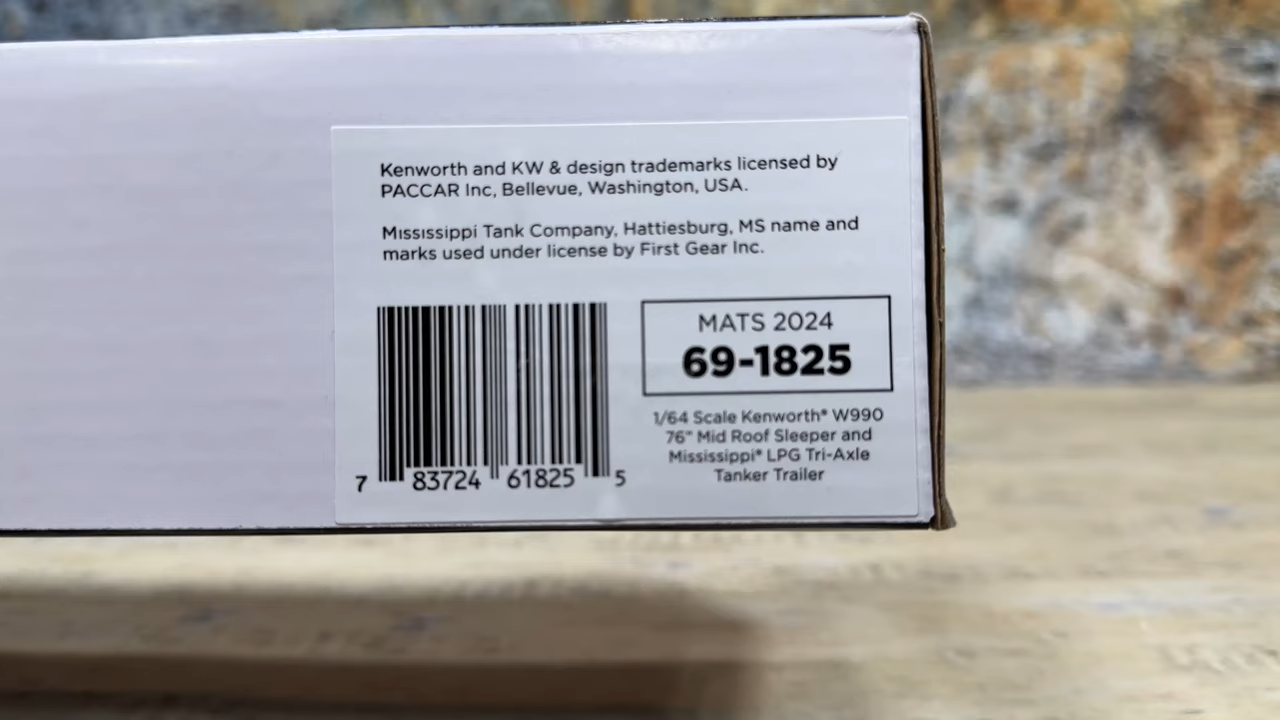 Kenworth and KW & design trademarks licensed by
PACCAR Inc, Bellevue, Washington, USA.
Mississippi Tank Company, Hattiesburg, MS name and
marks used under license by First Gear Inc.
MATS 2024
69-1825
1/64 Scale Kenworth® W990
76" Mid Roof Sleeper and
Mississippi® LPG Tri-Axle
Tanker Trailer
7 83724 61825 5